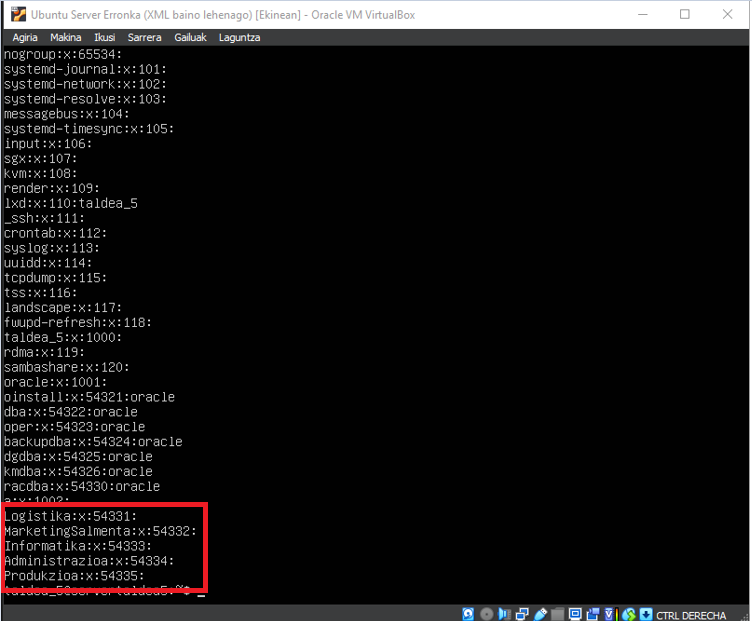 Ubuntu Server Erronka (XML baino lehenago) [Ekinean] - Oracle VM VirtualBox
Agiria Makina Ikusi Sarrera Gailuak Laguntza
nogroup:x:65534:
systemd-journal:x:101:
systemd-network:x:102:
systemd-resolve:x:103:
messagebus:x:104:
systemd-timesync:x:105:
input:x:106:
sgx:x:107:
kvm:x:108:
render:x:109:
lxd:x:110:taldea_5
_ssh:x:111:
crontab:x:112:
syslog:x:113:
uuidd:x:114:
tcpdump:x:115:
tss:x:116:
landscape:x:117:
fwupd-refresh:x:118:
taldea_5:x:1000:
rdma:x:119:
sambashare:x:120:
oracle:x:1001:
oinstall:x:54321:oracle
dba:x:54322:oracle
oper:x:54323:oracle
backupdba:x:54324:oracle
dgdba:x:54325:oracle
kmdba:x:54326:oracle
racdba:x:54330:oracle
a:x:1002:
Logistika:x:54331:
MarketingSalmenta:x:54332:
Informatika:x:54333:
Administrazioa:x:54334:
Produkzioa:x:54335:
taldea_5@servertaldea5:~$ _
CTRL DERECHA